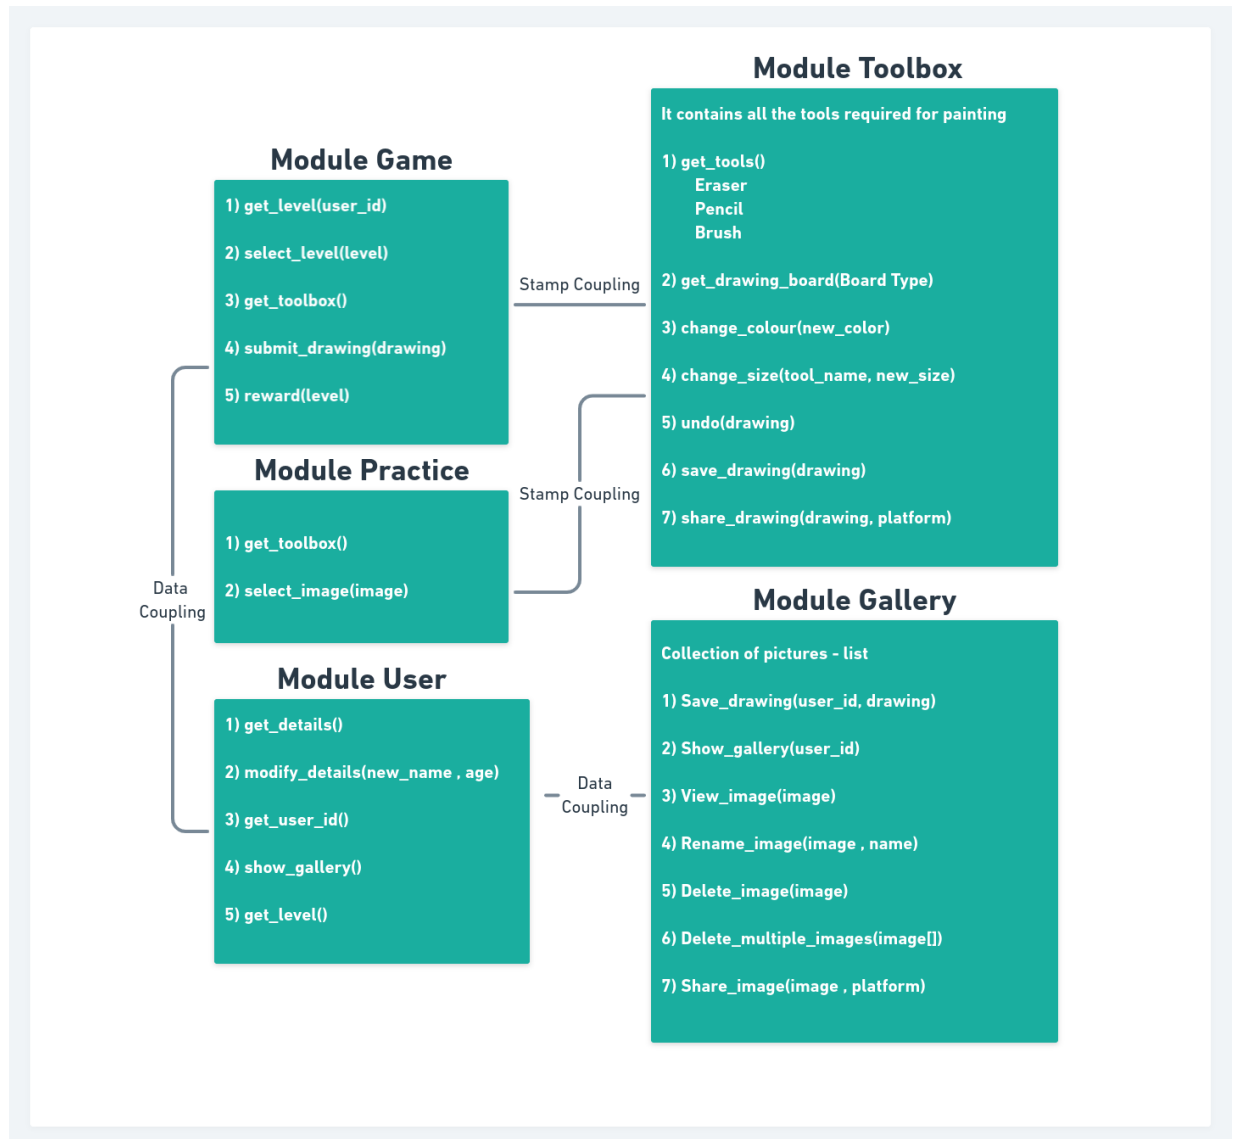 Module Toolbox
It contains all the tools required for painting
1) get_tools()
Eraser
Pencil
Brush
2) get_drawing_board(Board Type)
3) change_colour(new_color)
4) change_size(tool_name, new_size)
5) undo(drawing)
6) save_drawing(drawing)
7) share_drawing(drawing, platform)
Module Game
1) get_level(user_id)
2) select_level(level)
3) get_toolbox()
4) submit_drawing(drawing)
5) reward(level)
Stamp Coupling
Module Practice
1) get_toolbox()
2) select_image(image)
Stamp Coupling
Data
Coupling
Module User
1) get_details()
2) modify_details(new_name , age)
3) get_user_id()
4) show_gallery()
5) get_level()
Data
Coupling
Module Gallery
Collection of pictures - list
1) Save_drawing(user_id, drawing)
2) Show_gallery(user_id)
3) View_image(image)
4) Rename_image(image , name)
5) Delete_image(image)
6) Delete_multiple_images(image[])
7) Share_image(image , platform)